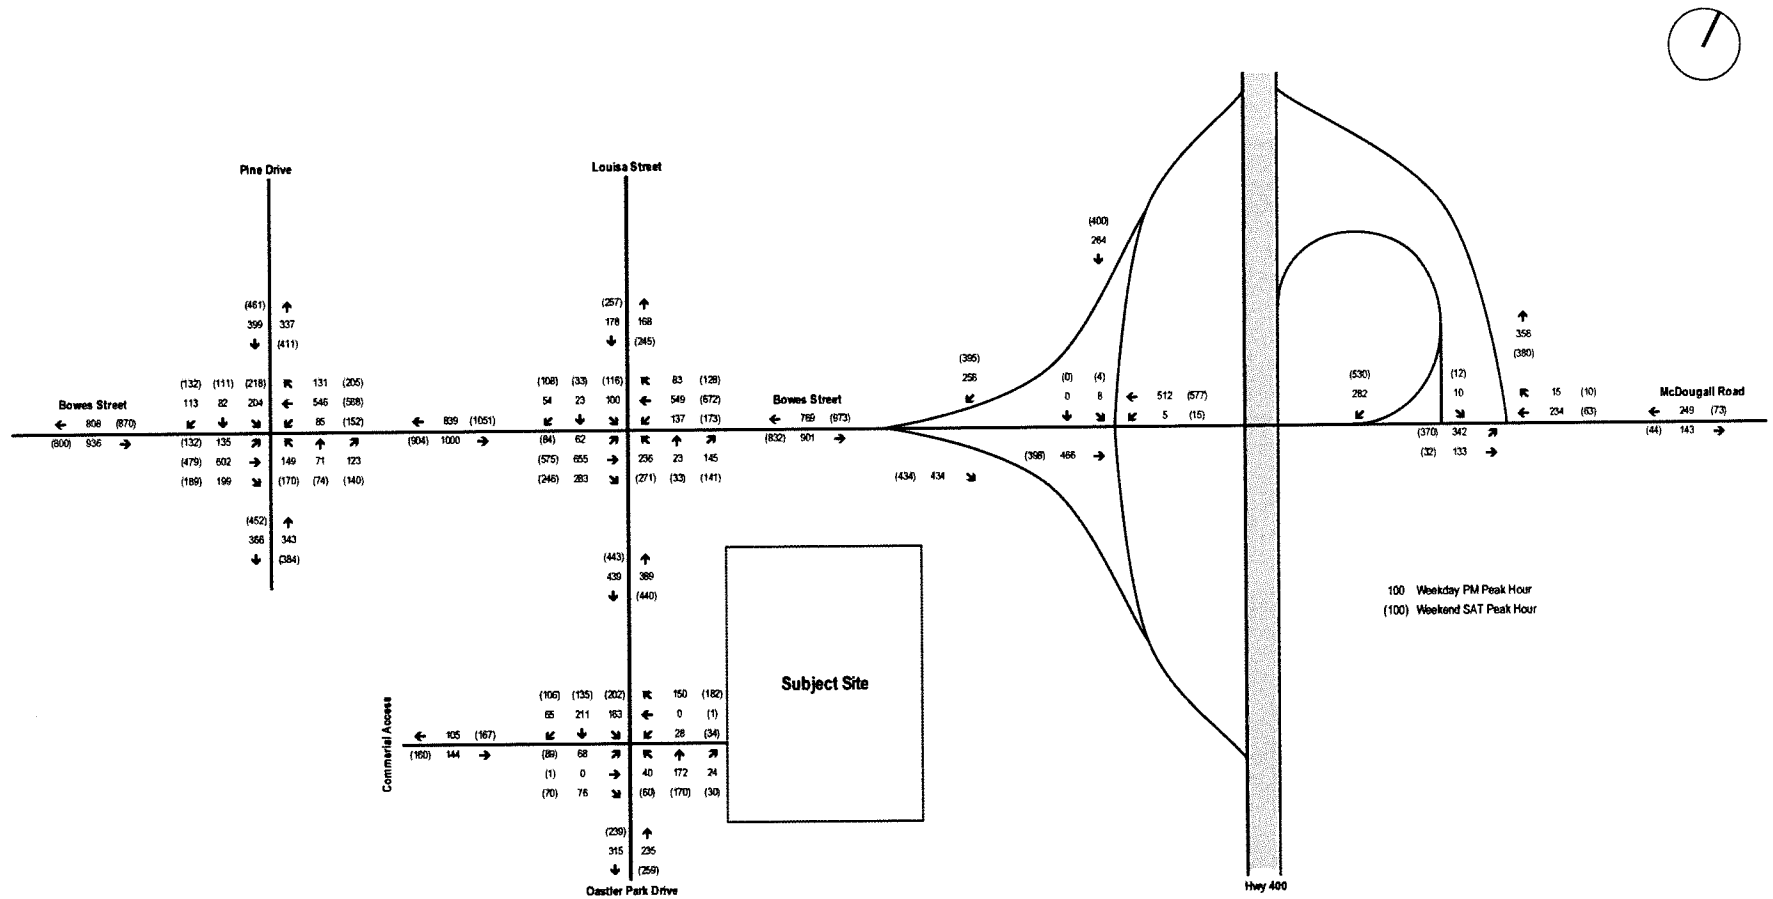 Pine Drive
Louisa Street
(400)
264
(461)
399 337
(411)
(257)
178 168
(245)
356
(380)
(395)
256
(132) (111) (218) 131 (205)
113 82 204 546 (568)
85 (152)
Bowes Street
808 (870)
(800) 936
(132) 135
(479) 602 149 71 123
(189) 199 (170) (74) (140)
839 (1051)
(904) 1000
(108) (33) (116) 83 (128)
54 23 100 549 (672)
137 (173)
(84) 62
(575) 655 236 23 145
(246) 283 (271) (33) (141)
Bowes Street
769 (973)
(832) 901
(0) (4)
0 8 512 (577)
5 (15)
(398) 466
(434) 434
(530)
282
(12)
10 15 (10)
234 (63)
(370) 342
(32) 133
McDougall Road
249 (73)
(44) 143
(452)
366 343
(384)
(443)
439 389
(440)
100 Weekday PM Peak Hour
(100) Weekend SAT Peak Hour
Subject Site
Commerial Access
(106) (135) (202) 150 (182)
65 211 163 0 (1)
28 (34)
105 (167)
(160) 144
(89) 68
(1) 0 40 172 24
(70) 76 (60) (170) (30)
(239)
315 235
(259)
Oastler Park Drive
Hwy 400